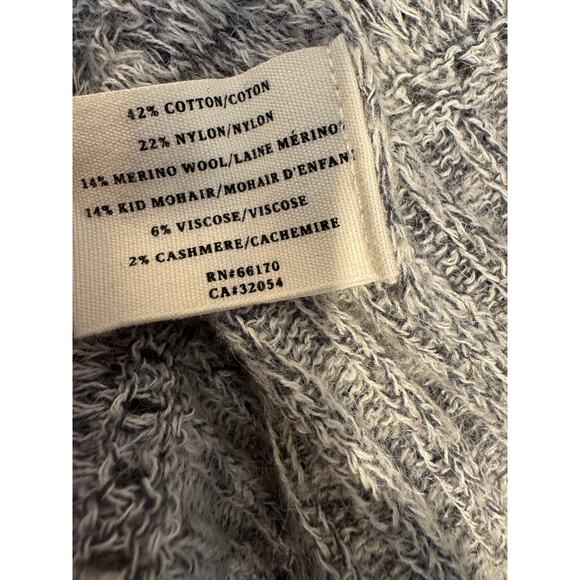 42% COTTON/COTON
22% NYLON/NYLON
14% MERINO WOOL/LAINE MÉRINO
14% KID MOHAIR/MOHAIR D'ENFANT
6% VISCOSE/VISCOSE
2% CASHMERE/CACHEMIRE
RN#66170
CA#32054